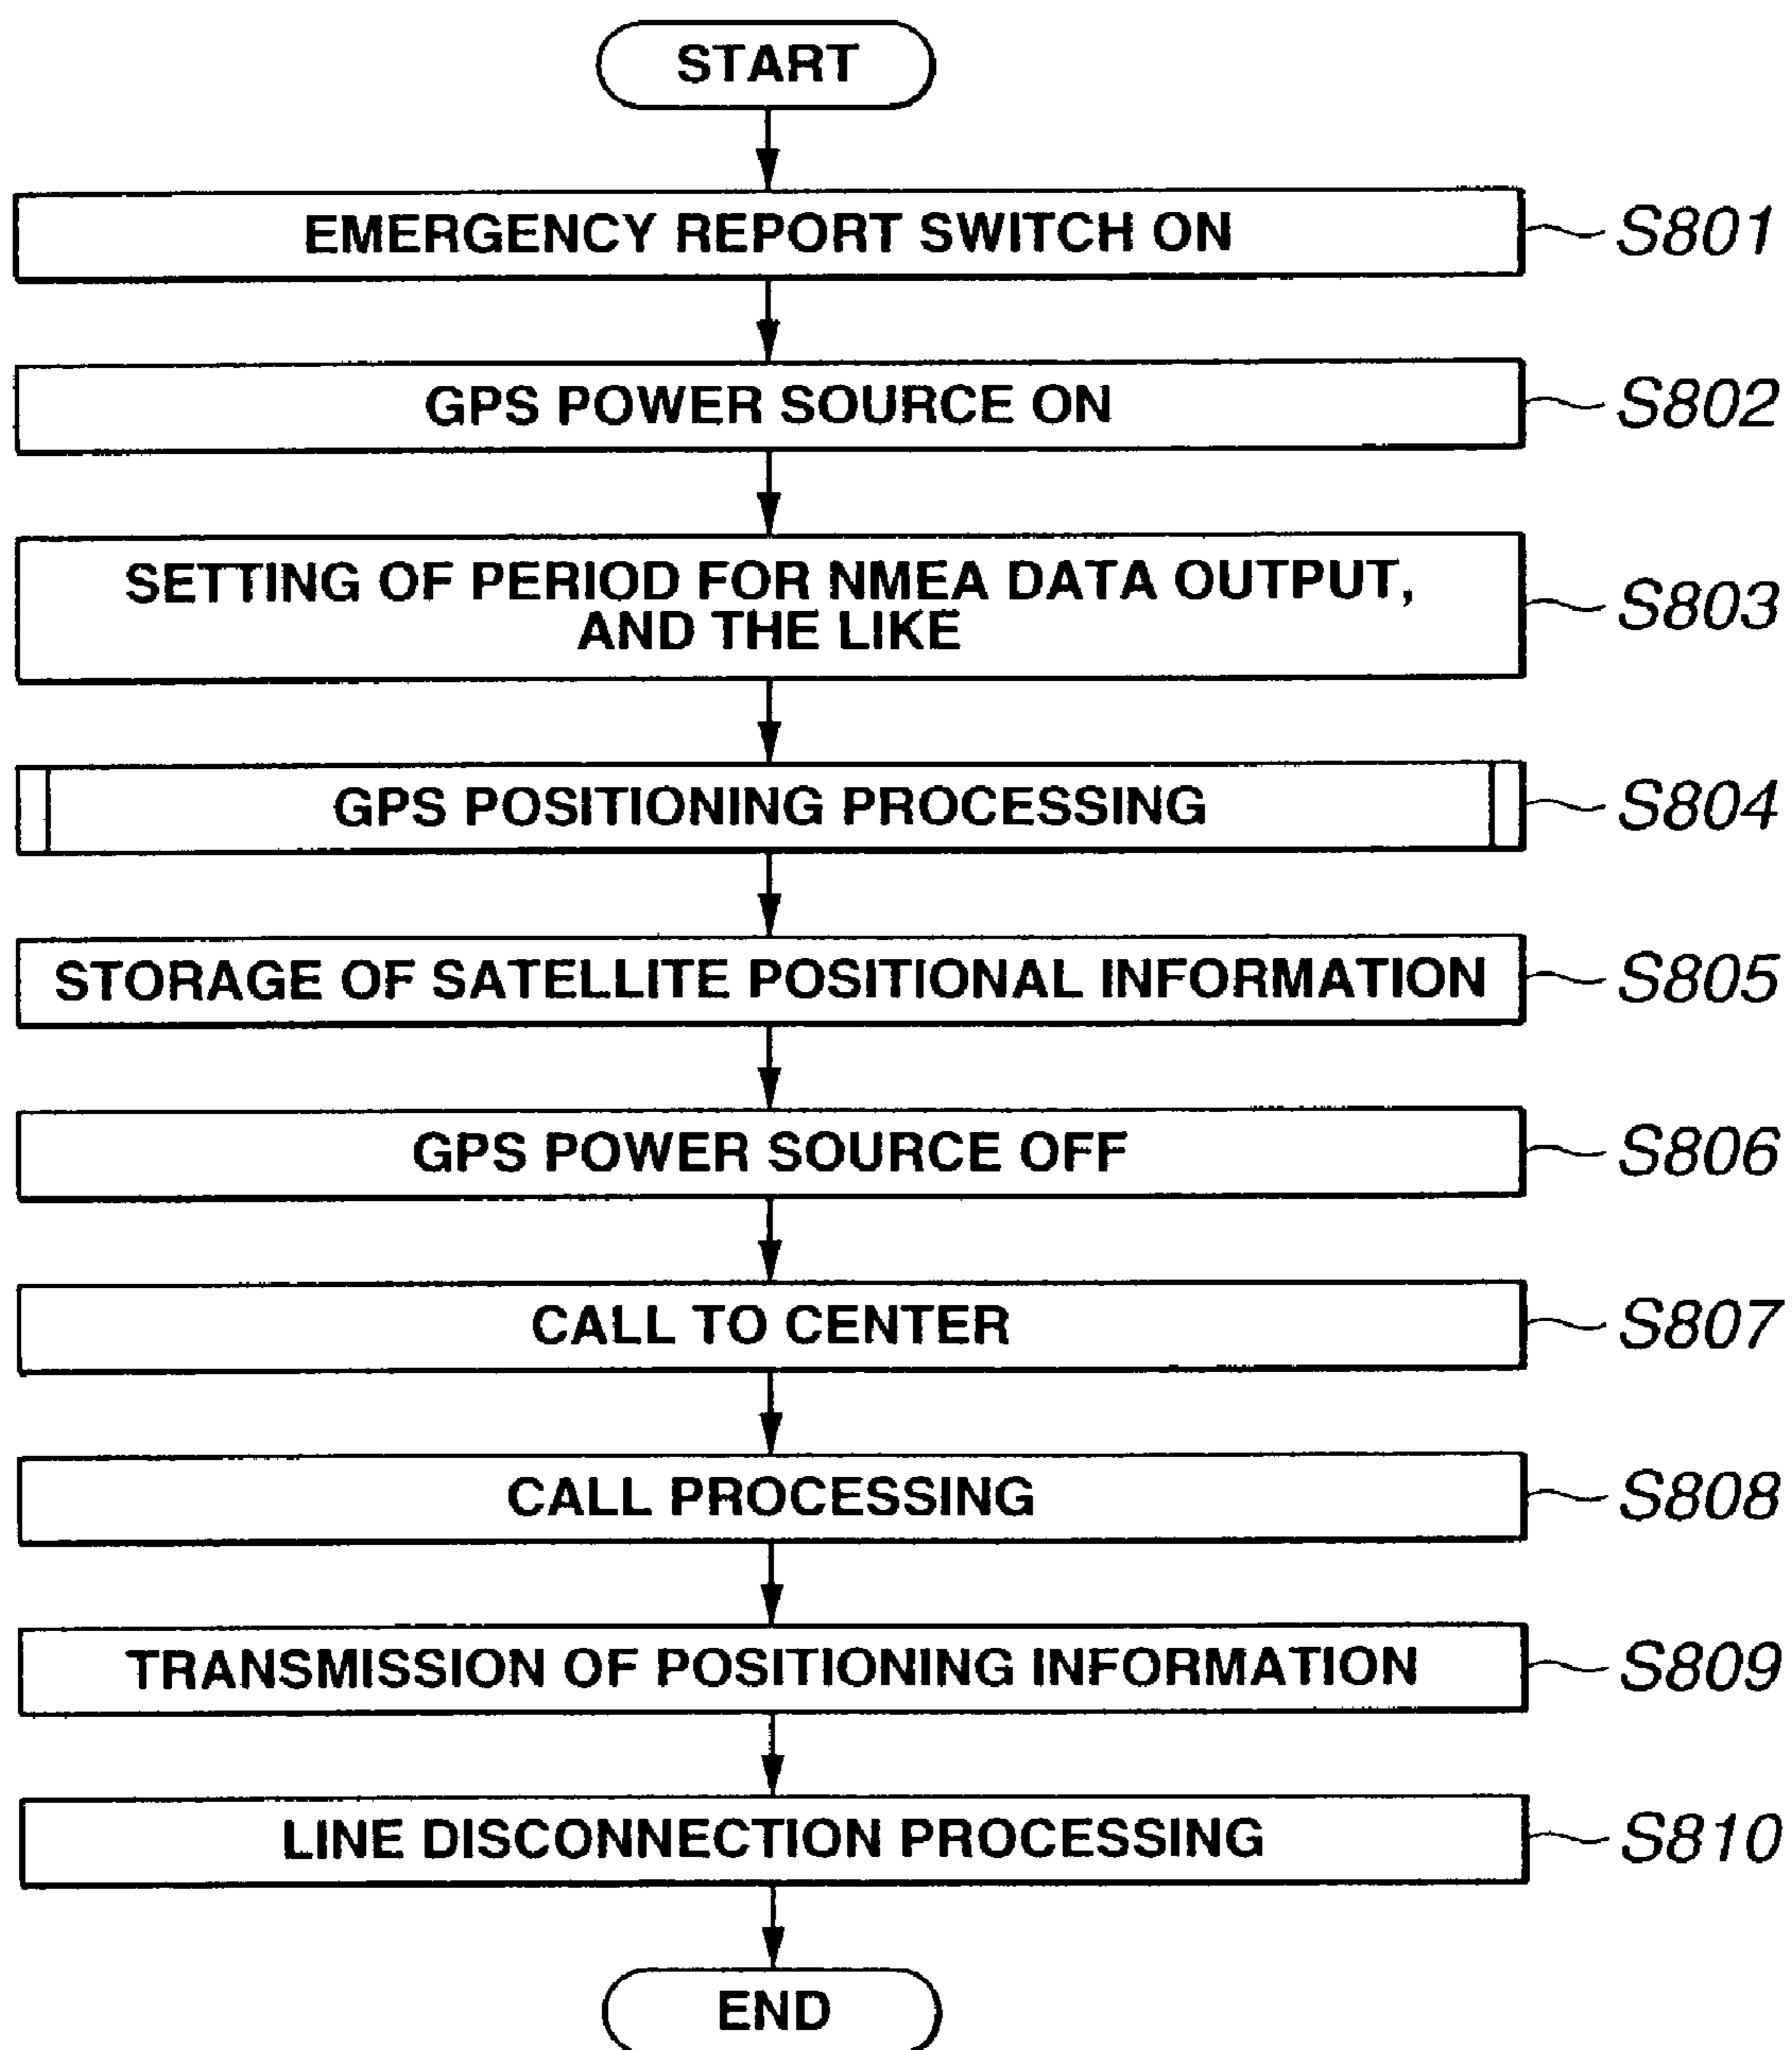 START
EMERGENCY REPORT SWITCH ON
S801
GPS POWER SOURCE ON
S802
SETTING OF PERIOD FOR NMEA DATA OUTPUT,
AND THE LIKE
S803
GPS POSITIONING PROCESSING
S804
STORAGE OF SATELLITE POSITIONAL INFORMATION
S805
GPS POWER SOURCE OFF
S806
CALL TO CENTER
S807
CALL PROCESSING
S808
TRANSMISSION OF POSITIONING INFORMATION
S809
LINE DISCONNECTION PROCESSING
S810
END